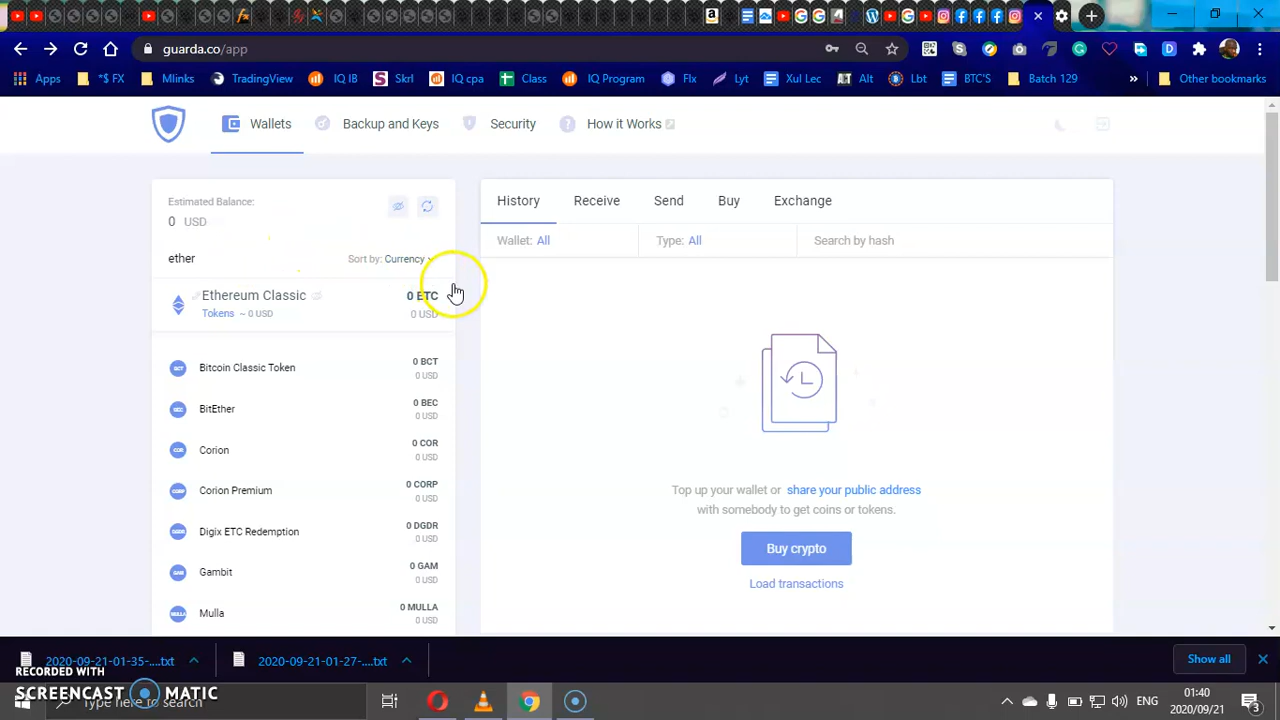 guarda.co/app
Apps *$ FX Mlinks TradingView IQ IB Skrl IQ cpa Class IQ Program Flx Lyt Xul Lec Alt Lbt BTC'S Batch 129 » Other bookmarks
Wallets Backup and Keys Security How it Works
Estimated Balance:
0 USD
ether Sort by: Currency
Ethereum Classic 0 ETC
Tokens ~ 0 USD 0 USD
Bitcoin Classic Token 0 BCT
0 USD
BitEther 0 BEC
0 USD
Corion 0 COR
0 USD
Corion Premium 0 CORP
0 USD
Digix ETC Redemption 0 DGDR
0 USD
Gambit 0 GAM
0 USD
Mulla 0 MULLA
0 USD
History Receive Send Buy Exchange
Wallet: All Type: All Search by hash
Top up your wallet or share your public address
with somebody to get coins or tokens.
Buy crypto
Load transactions
2020-09-21-01-35-....txt 2020-09-21-01-27-....txt Show all
RECORDED WITH
SCREENCAST MATIC
Type here to search
ENG 01:40
2020/09/21 3